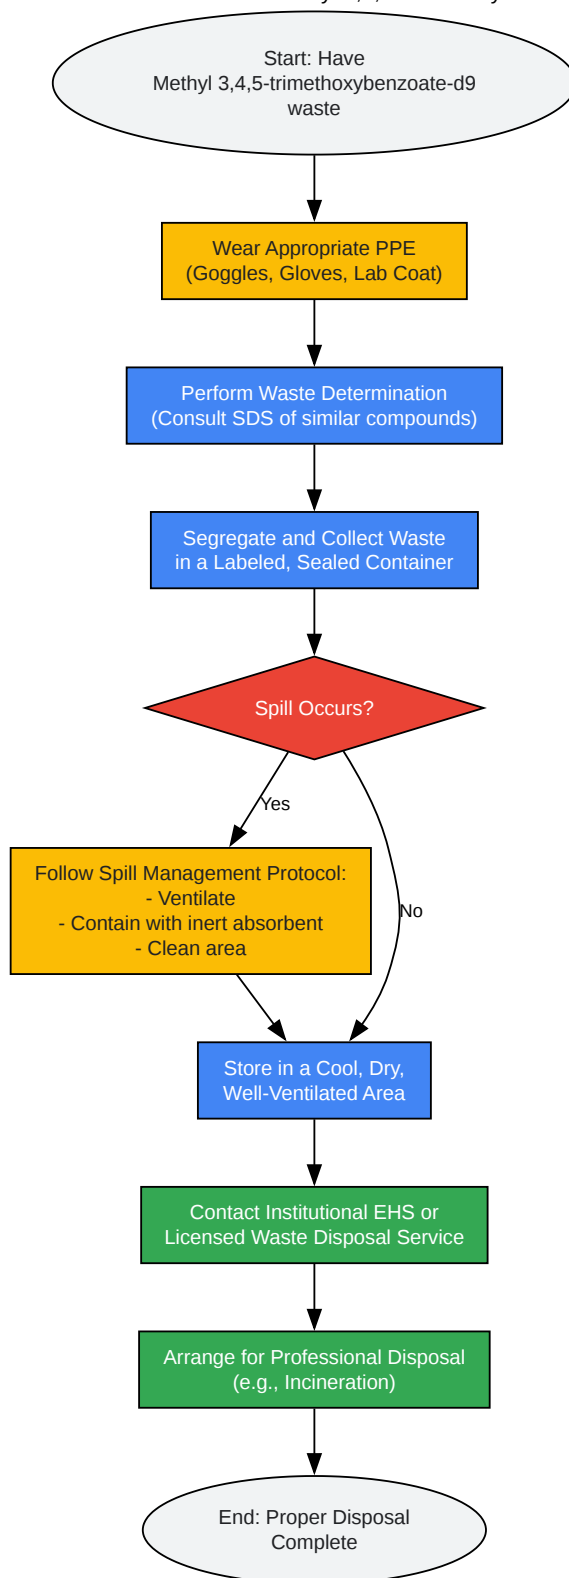 Start: Have
Methyl 3,4,5-trimethoxybenzoate-d9
waste
Wear Appropriate PPE
(Goggles, Gloves, Lab Coat)
Perform Waste Determination
(Consult SDS of similar compounds)
Segregate and Collect Waste
in a Labeled, Sealed Container
Spill Occurs?
Yes
Follow Spill Management Protocol:
- Ventilate
- Contain with inert absorbent
- Clean area
No
Store in a Cool, Dry,
Well-Ventilated Area
Contact Institutional EHS or
Licensed Waste Disposal Service
Arrange for Professional Disposal
(e.g., Incineration)
End: Proper Disposal
Complete